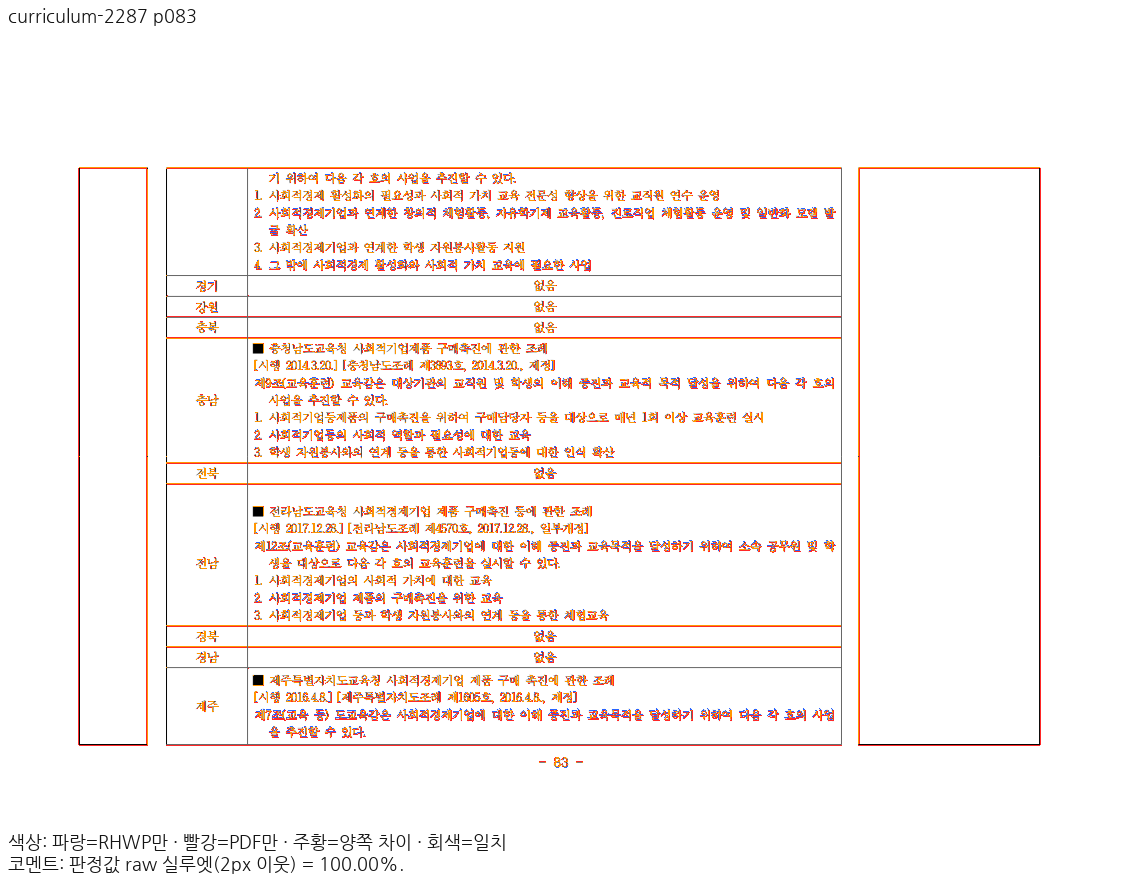 curriculum-2287 p083
기 위하여 다음 각 호의 사업을 추진할 수 있다.
1. 사회적경제 활성화의 필요성과 사회적 가치 교육 전문성 향상을 위한 교직원 연수 운영
2. 사회적경제기업과 연계한 창의적 체험활동, 자유학기제 교육활동, 진로직업 체험활동 운영 및 일반화 모델 발
굴 확산
3. 사회적경제기업과 연계한 학생 자원봉사활동 지원
4. 그 밖에 사회적경제 활성화와 사회적 가치 교육에 필요한 사업
경기 없음
강원 없음
충북 없음
충남
■ 충청남도교육청 사회적기업제품 구매촉진에 관한 조례
[시행 2014.3.20.] [충청남도조례 제3893호, 2014.3.20., 제정]
제9조(교육훈련) 교육감은 대상기관의 교직원 및 학생의 이해 증진과 교육적 목적 달성을 위하여 다음 각 호의
사업을 추진할 수 있다.
1. 사회적기업등제품의 구매촉진을 위하여 구매담당자 등을 대상으로 매년 1회 이상 교육훈련 실시
2. 사회적기업등의 사회적 역할과 필요성에 대한 교육
3. 학생 자원봉사와의 연계 등을 통한 사회적기업등에 대한 인식 확산
전북 없음
전남
■ 전라남도교육청 사회적경제기업 제품 구매촉진 등에 관한 조례
[시행 2017.12.28.] [전라남도조례 제4570호, 2017.12.28., 일부개정]
제12조(교육훈련) 교육감은 사회적경제기업에 대한 이해 증진과 교육목적을 달성하기 위하여 소속 공무원 및 학
생을 대상으로 다음 각 호의 교육훈련을 실시할 수 있다.
1. 사회적경제기업의 사회적 가치에 대한 교육
2. 사회적경제기업 제품의 구매촉진을 위한 교육
3. 사회적경제기업 등과 학생 자원봉사와의 연계 등을 통한 체험교육
경북 없음
경남 없음
제주
■ 제주특별자치도교육청 사회적경제기업 제품 구매 촉진에 관한 조례
[시행 2016.4.8.] [제주특별자치도조례 제1605호, 2016.4.8., 제정]
제7조(교육 등) 도교육감은 사회적경제기업에 대한 이해 증진과 교육목적을 달성하기 위하여 다음 각 호의 사업
을 추진할 수 있다.
- 83 -
색상: 파랑=RHWP만 · 빨강=PDF만 · 주황=양쪽 차이 · 회색=일치
코멘트: 판정값 raw 실루엣(2px 이웃) = 100.00%.